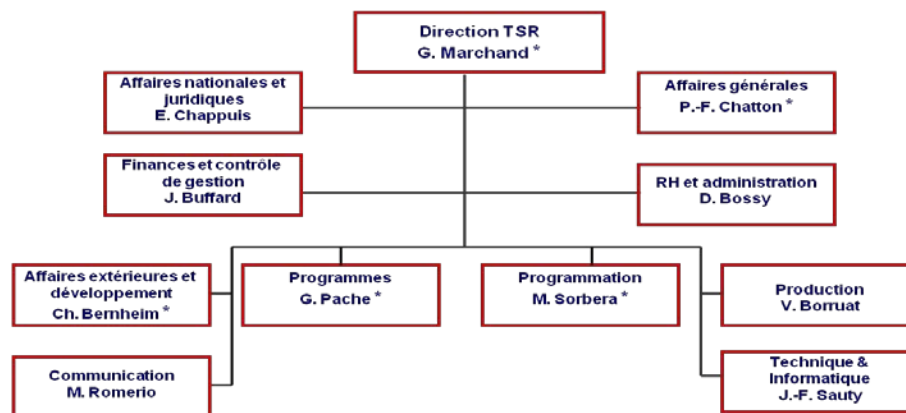 Direction TSR
G. Marchand *
Affaires nationales et
juridiques
E. Chappuis
Affaires générales
P.-F. Chatton *
Finances et contrôle
de gestion
J. Buffard
RH et administration
D. Bossy
Affaires extérieures et
développement
Ch. Bernheim *
Programmes
G. Pache *
Programmation
M. Sorbera *
Production
V. Borruat
Communication
M. Romerio
Technique &
Informatique
J.-F. Sauty